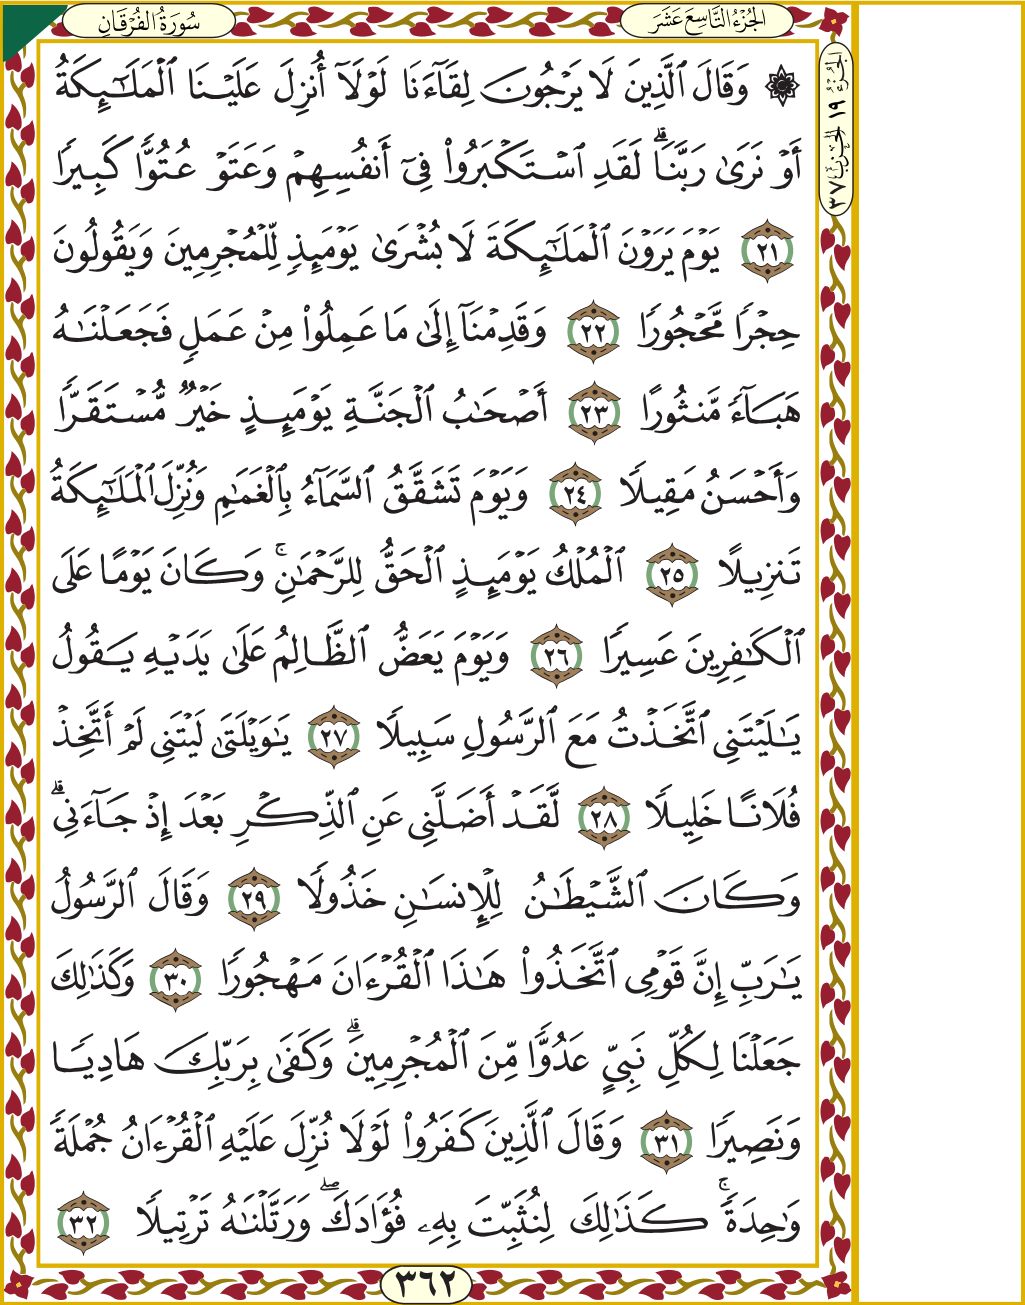 سُورَةُ الفُرْقَانِ
الجُزْءُ التَّاسِعَ عَشَرَ
الجُزْءُ ١٩ الحِزْبُ ٣٧
۞ وَقَالَ ٱلَّذِينَ لَا يَرْجُونَ لِقَآءَنَا لَوْلَآ أُنزِلَ عَلَيْنَا ٱلْمَلَـٰٓئِكَةُ
أَوْ نَرَىٰ رَبَّنَاۗ لَقَدِ ٱسْتَكْبَرُوا۟ فِىٓ أَنفُسِهِمْ وَعَتَوْ عُتُوًّا كَبِيرًا
٢١ يَوْمَ يَرَوْنَ ٱلْمَلَـٰٓئِكَةَ لَا بُشْرَىٰ يَوْمَئِذٍ لِّلْمُجْرِمِينَ وَيَقُولُونَ
حِجْرًا مَّحْجُورًا ٢٢ وَقَدِمْنَآ إِلَىٰ مَا عَمِلُوا۟ مِنْ عَمَلٍ فَجَعَلْنَـٰهُ
هَبَآءً مَّنثُورًا ٢٣ أَصْحَـٰبُ ٱلْجَنَّةِ يَوْمَئِذٍ خَيْرٌ مُّسْتَقَرًّا
وَأَحْسَنُ مَقِيلًا ٢٤ وَيَوْمَ تَشَقَّقُ ٱلسَّمَآءُ بِٱلْغَمَـٰمِ وَنُزِّلَ ٱلْمَلَـٰٓئِكَةُ
تَنزِيلًا ٢٥ ٱلْمُلْكُ يَوْمَئِذٍ ٱلْحَقُّ لِلرَّحْمَـٰنِۚ وَكَانَ يَوْمًا عَلَى
ٱلْكَـٰفِرِينَ عَسِيرًا ٢٦ وَيَوْمَ يَعَضُّ ٱلظَّالِمُ عَلَىٰ يَدَيْهِ يَقُولُ
يَـٰلَيْتَنِى ٱتَّخَذْتُ مَعَ ٱلرَّسُولِ سَبِيلًا ٢٧ يَـٰوَيْلَتَىٰ لَيْتَنِى لَمْ أَتَّخِذْ
فُلَانًا خَلِيلًا ٢٨ لَّقَدْ أَضَلَّنِى عَنِ ٱلذِّكْرِ بَعْدَ إِذْ جَآءَنِىۗ
وَكَانَ ٱلشَّيْطَـٰنُ لِلْإِنسَـٰنِ خَذُولًا ٢٩ وَقَالَ ٱلرَّسُولُ
يَـٰرَبِّ إِنَّ قَوْمِى ٱتَّخَذُوا۟ هَـٰذَا ٱلْقُرْءَانَ مَهْجُورًا ٣٠ وَكَذَٰلِكَ
جَعَلْنَا لِكُلِّ نَبِىٍّ عَدُوًّا مِّنَ ٱلْمُجْرِمِينَۗ وَكَفَىٰ بِرَبِّكَ هَادِيًا
وَنَصِيرًا ٣١ وَقَالَ ٱلَّذِينَ كَفَرُوا۟ لَوْلَا نُزِّلَ عَلَيْهِ ٱلْقُرْءَانُ جُمْلَةً
وَٰحِدَةًۚ كَذَٰلِكَ لِنُثَبِّتَ بِهِۦ فُؤَادَكَۖ وَرَتَّلْنَـٰهُ تَرْتِيلًا ٣٢
٣٦٢